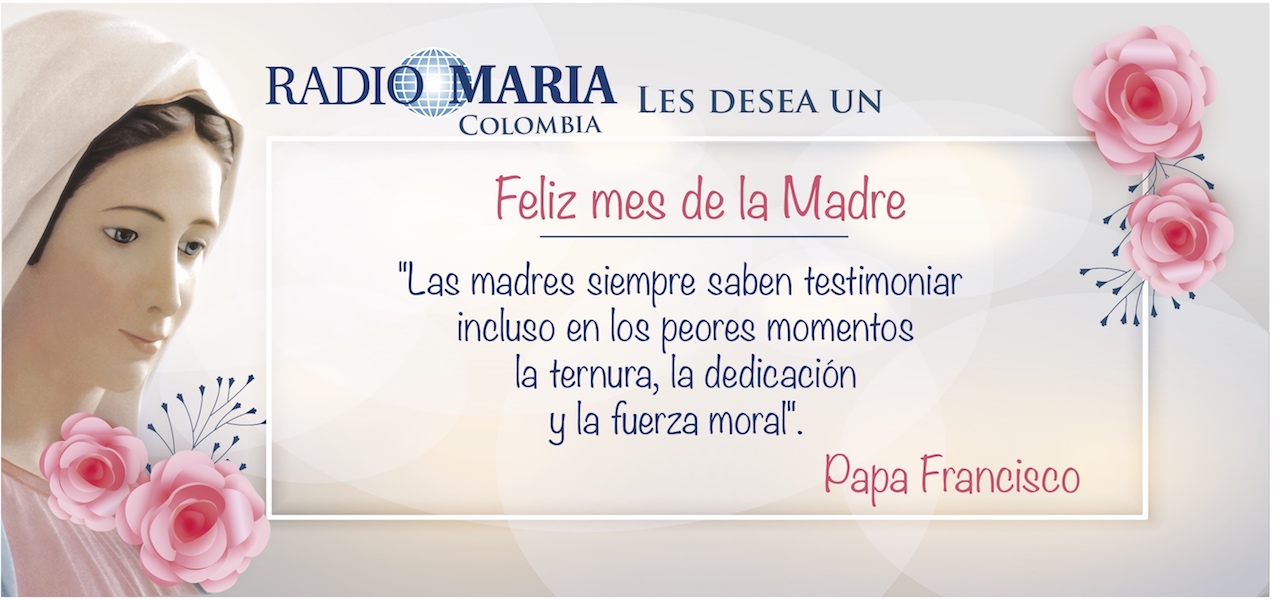 RADIO MARIA
COLOMBIA
LES DESEA UN
Feliz mes de la Madre
"Las madres siempre saben testimoniar
incluso en los peores momentos
la ternura, la dedicación
y la fuerza moral".
Papa Francisco